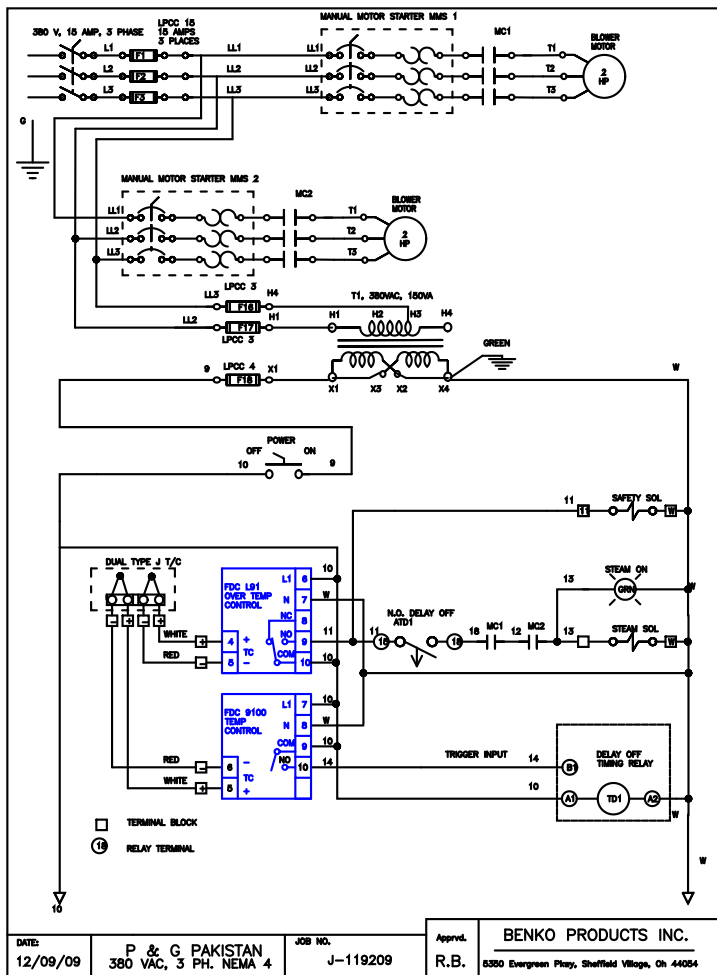 380 V, 15 AMP, 3 PHASE
LPCC 15
15 AMPS
3 PLACES
MANUAL MOTOR STARTER MMS 1
MC1
BLOWER
MOTOR
L1 F1 LL1 LL1 T1
L2 F2 LL2 LL2 T2
L3 F3 LL3 LL3 T3
2
HP
G
MANUAL MOTOR STARTER MMS 2
MC2
BLOWER
MOTOR
LL1 T1
LL2 T2
LL3 T3
2
HP
LPCC 3
LL3 F16 H4
T1, 380VAC, 150VA
LL2 F17 H1
LPCC 3
H1 H2 H3 H4
GREEN
LPCC 4
9 F18 X1
X1 X3 X2 X4
W
POWER
OFF ON
10 9
11 11 SAFETY SOL W
DUAL TYPE J T/C
STEAM ON
13 GRN W
FDC L91
OVER TEMP
CONTROL
L1 6 10
N 7 W
NC 8
NO 9 11
COM 10 10
4 + TC
5 -
WHITE +
RED -
- + - +
N.O. DELAY OFF
ATD1
11 18 18 18 MC1 12 MC2 13 STEAM SOL W
FDC 9100
TEMP
CONTROL
L1 7 10
N 8 W
COM 9 10
NO 10 14
6 - TC
5 +
RED -
WHITE +
TRIGGER INPUT 14 B1
DELAY OFF
TIMING RELAY
10 A1 TD1 A2
W
TERMINAL BLOCK
18 RELAY TERMINAL
W
10
DATE:
12/09/09
P & G PAKISTAN
380 VAC, 3 PH. NEMA 4
JOB NO.
J-119209
Apprvd.
R.B.
BENKO PRODUCTS INC.
5350 Evergreen Pkwy, Sheffield Village, Oh 44054